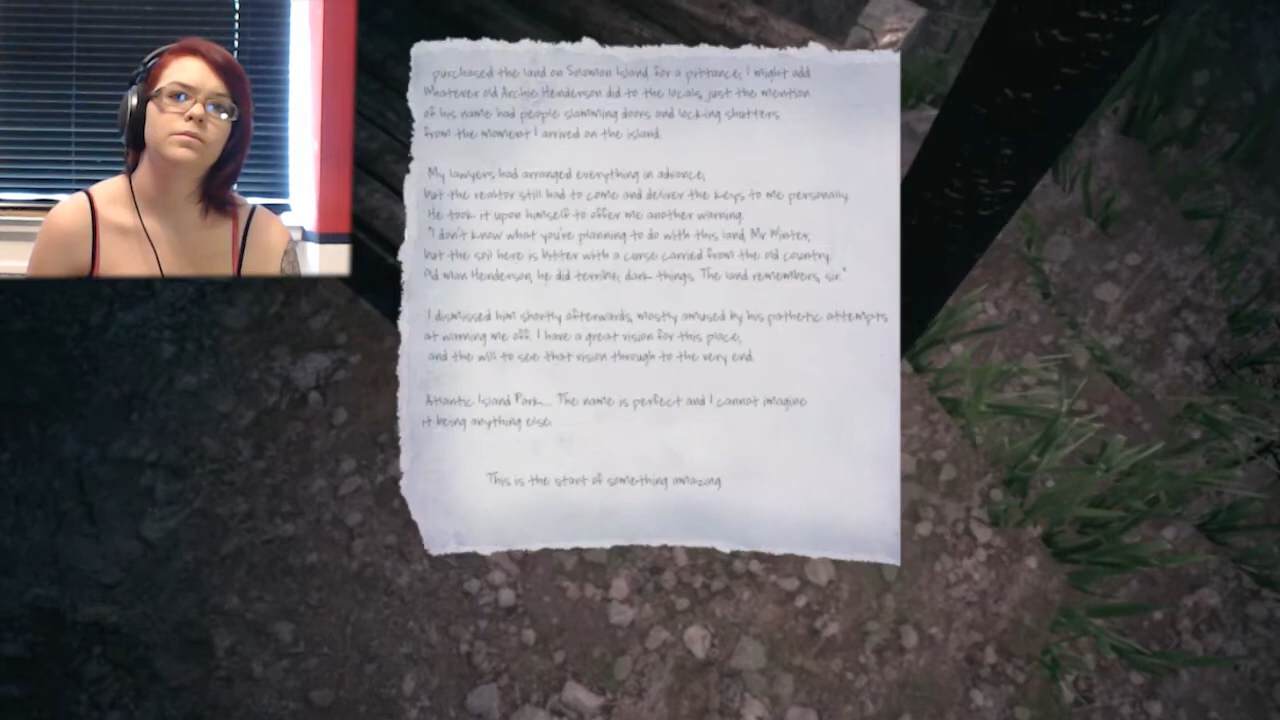 purchased the land on Solomon Island, for a pittance, I might add
Whatever old Archie Henderson did to the locals, just the mention
of his name had people slamming doors and locking shutters
from the moment I arrived on the island.
My lawyers had arranged everything in advance,
but the realtor still had to come and deliver the keys to me personally.
He took it upon himself to offer me another warning.
"I don't know what you're planning to do with this land, Mr Winter,
but the soil here is bitter with a curse carried from the old country.
Old man Henderson, he did terrible, dark things. The land remembers, sir."
I dismissed him shortly afterwards, mostly amused by his pathetic attempts
at warning me off. I have a great vision for this place,
and the will to see that vision through to the very end.
Atlantic Island Park... The name is perfect and I cannot imagine
it being anything else.
This is the start of something amazing